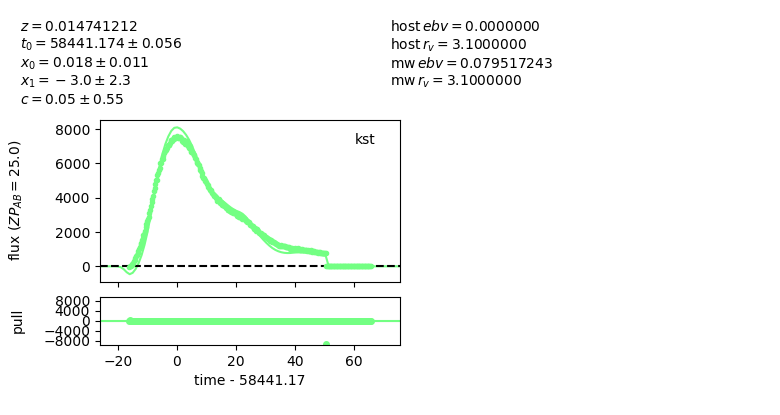 z = 0.014741212
t₀ = 58441.174 ± 0.056
x₀ = 0.018 ± 0.011
x₁ = −3.0 ± 2.3
c = 0.05 ± 0.55
host ebv = 0.0000000
host r_v = 3.1000000
mw ebv = 0.079517243
mw r_v = 3.1000000
flux (ZP_AB = 25.0)
8000
6000
4000
2000
0
kst
pull
8000
4000
0
−4000
−8000
−20 0 20 40 60
time - 58441.17